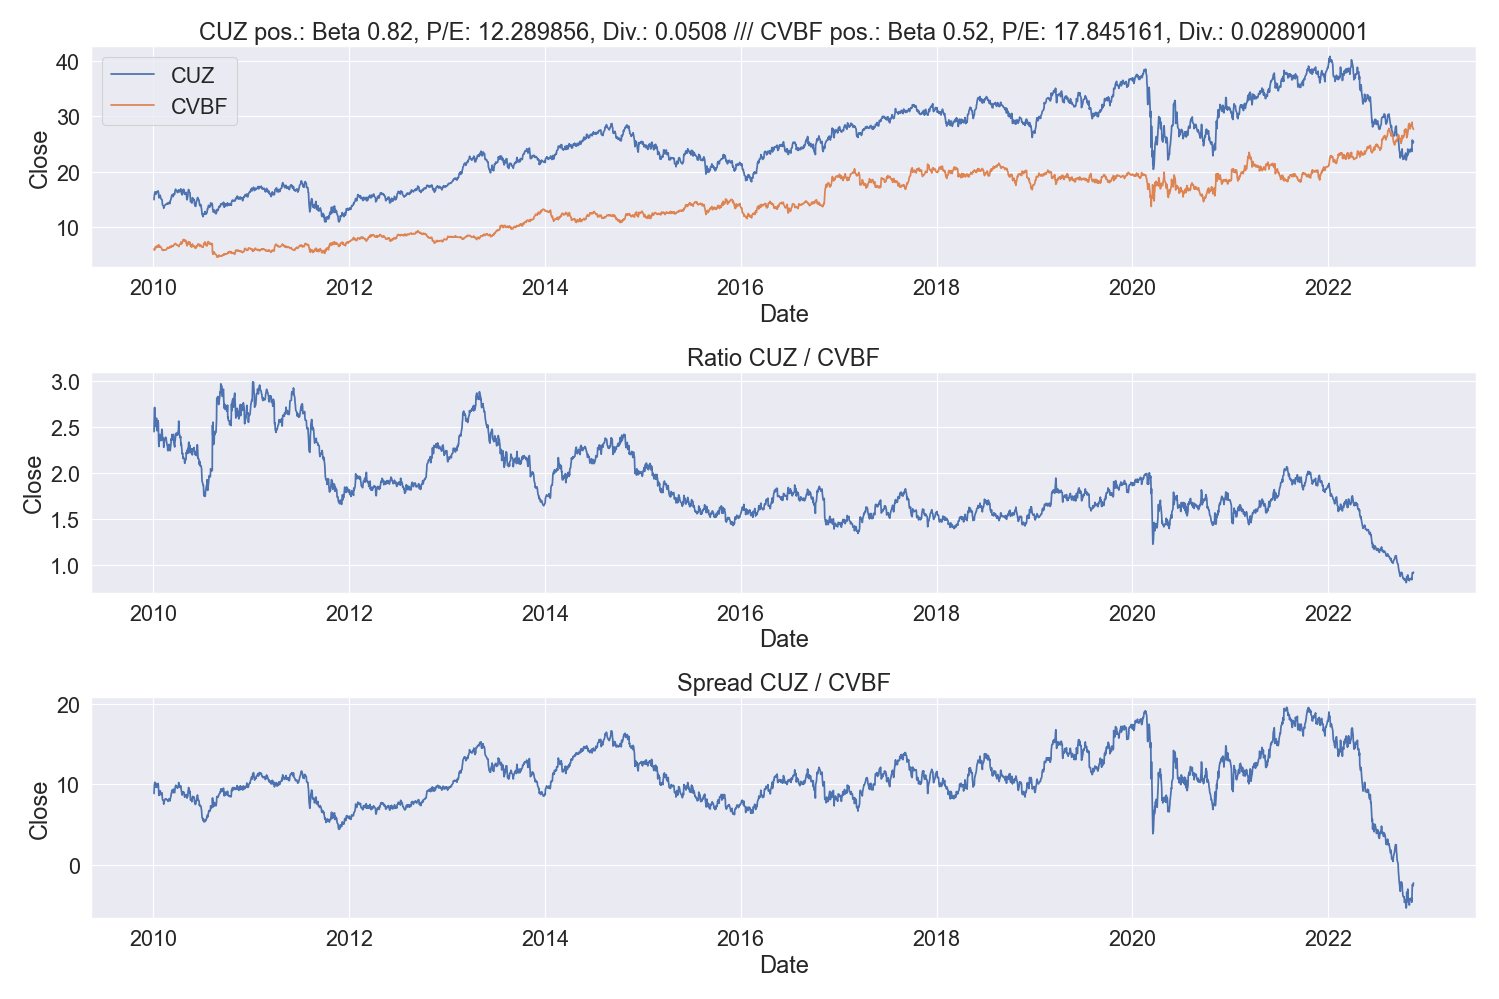 CUZ pos.: Beta 0.82, P/E: 12.289856, Div.: 0.0508 /// CVBF pos.: Beta 0.52, P/E: 17.845161, Div.: 0.028900001
CUZ
CVBF
40
30
20
10
Close
2010 2012 2014 2016 2018 2020 2022
Date
Ratio CUZ / CVBF
3.0
2.5
2.0
1.5
1.0
Close
2010 2012 2014 2016 2018 2020 2022
Date
Spread CUZ / CVBF
20
10
0
Close
2010 2012 2014 2016 2018 2020 2022
Date